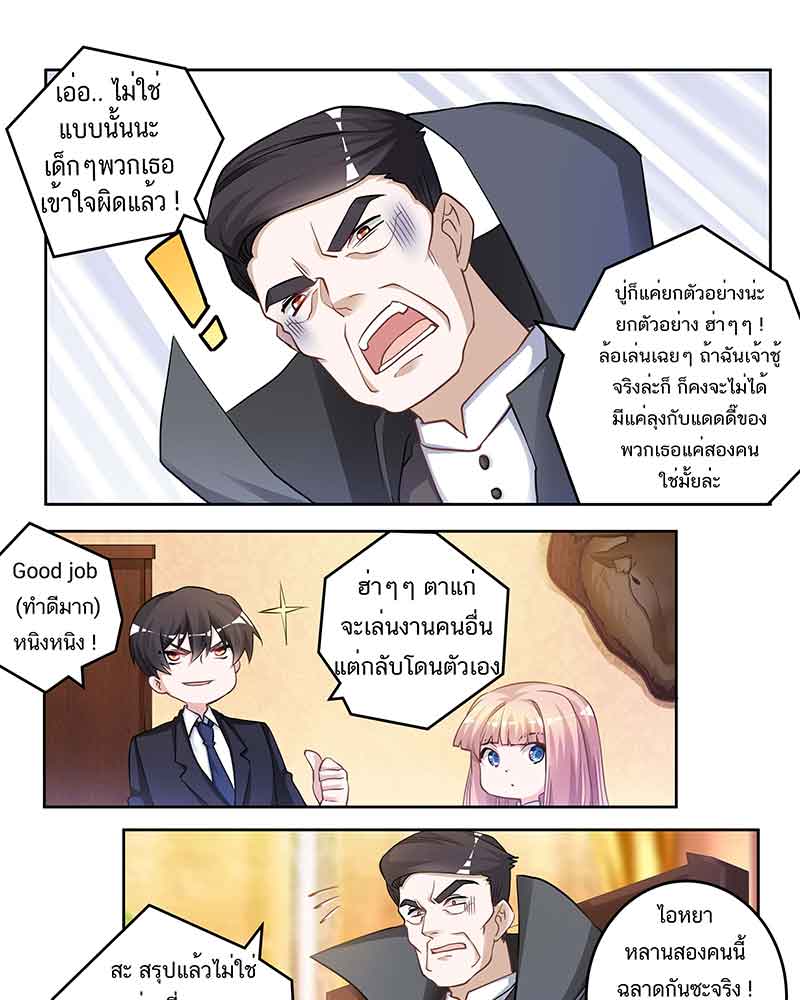 เอ่อ.. ไม่ใช่
แบบนั้นนะ
เด็กๆพวกเธอ
เข้าใจผิดแล้ว !
ปู่ก็แค่ยกตัวอย่างน่ะ
ยกตัวอย่าง ฮ่าๆๆ !
ล้อเล่นเฉยๆ ถ้าฉันเจ้าชู้
จริงล่ะก็ ก็คงจะไม่ได้
มีแค่ลุงกับแดดดี๊ของ
พวกเธอแค่สองคน
ใช่มั้ยล่ะ
Good job
(ทำดีมาก)
หนิงหนิง !
ฮ่าๆๆ ตาแก่
จะเล่นงานคนอื่น
แต่กลับโดนตัวเอง
ไอหยา
หลานสองคนนี้
ฉลาดกันซะจริง !
สะ สรุปแล้วไม่ใช่